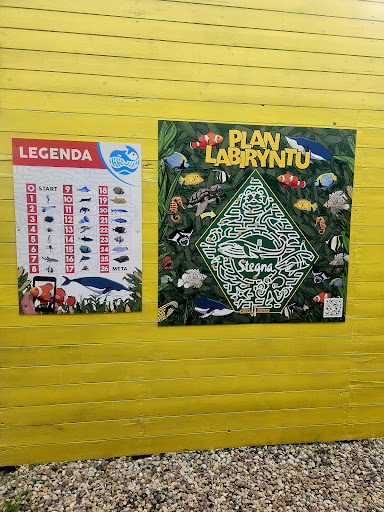 LEGENDA
0 START 9 18
1 10 19
2 11 20
3 12 21
4 13 22
5 14 23
6 15 24
7 16 25
8 17 26 META
PLAN
LABIRYNTU
Stegna